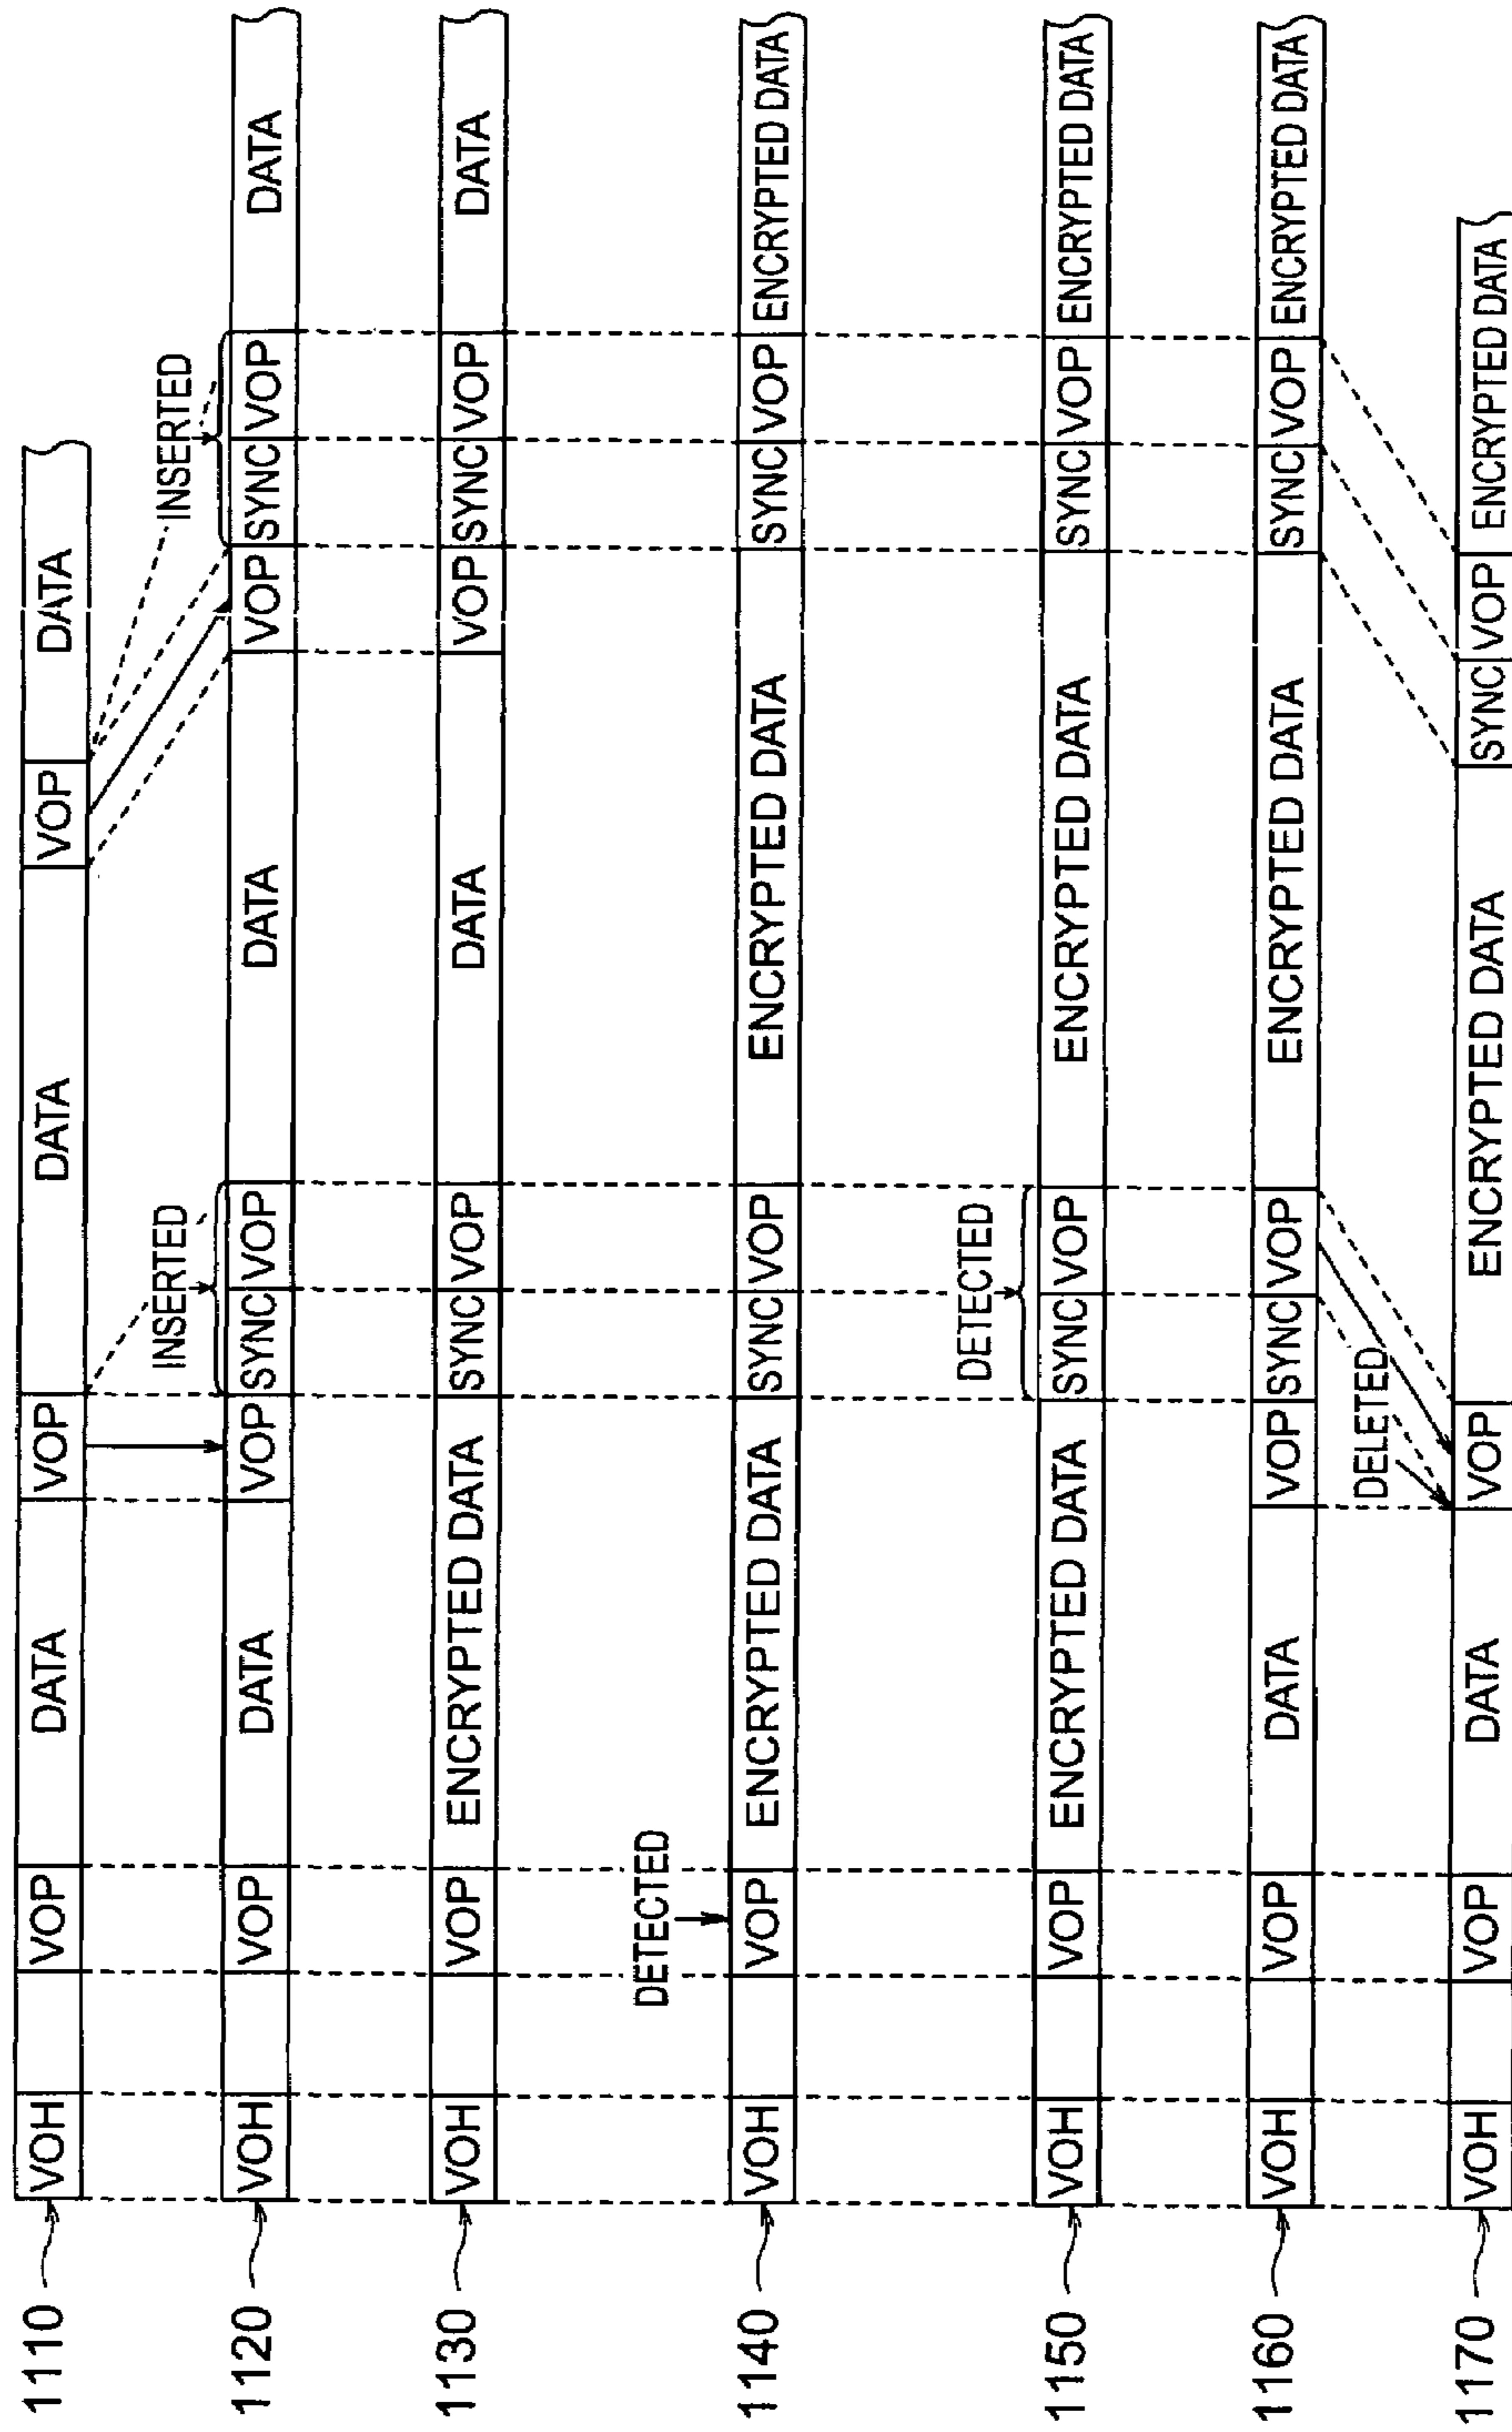 1110 VOH VOP DATA VOP DATA VOP DATA
INSERTED INSERTED
1120 VOH VOP DATA VOP SYNC VOP DATA VOP SYNC VOP DATA
1130 VOH VOP ENCRYPTED DATA SYNC VOP DATA VOP SYNC VOP DATA
DETECTED
1140 VOH VOP ENCRYPTED DATA SYNC VOP ENCRYPTED DATA SYNC VOP ENCRYPTED DATA
DETECTED
1150 VOH VOP ENCRYPTED DATA SYNC VOP ENCRYPTED DATA SYNC VOP ENCRYPTED DATA
1160 VOH VOP DATA VOP SYNC VOP ENCRYPTED DATA SYNC VOP ENCRYPTED DATA
DELETED
1170 VOH VOP DATA VOP ENCRYPTED DATA SYNC VOP ENCRYPTED DATA